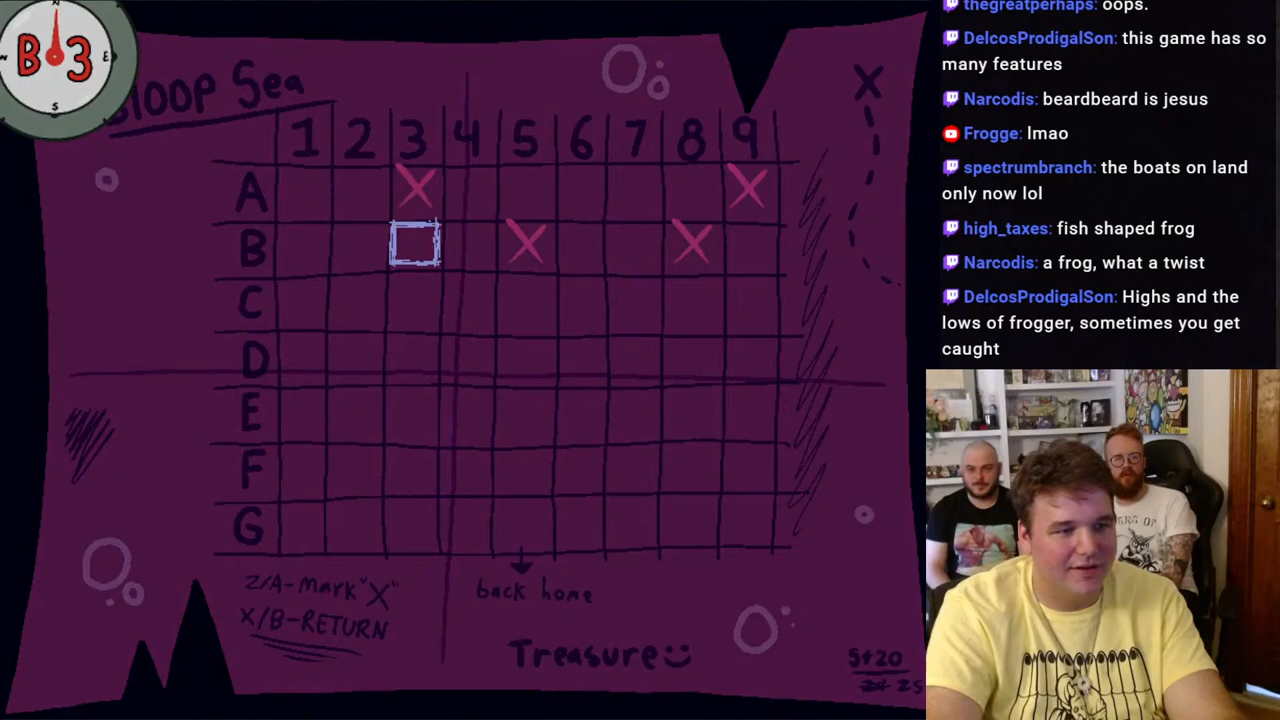 B 3
N
E
S
Bloop Sea
X
1 2 3 4 5 6 7 8 9
A X X
B X X
C
D
E
F
G
Z/A-Mark "X"
X/B-RETURN
back home
Treasure
5+20
25
thegreatperhaps: oops.
DelcosProdigalSon: this game has so
many features
Narcodis: beardbeard is jesus
Frogge: lmao
spectrumbranch: the boats on land
only now lol
high_taxes: fish shaped frog
Narcodis: a frog, what a twist
DelcosProdigalSon: Highs and the
lows of frogger, sometimes you get
caught